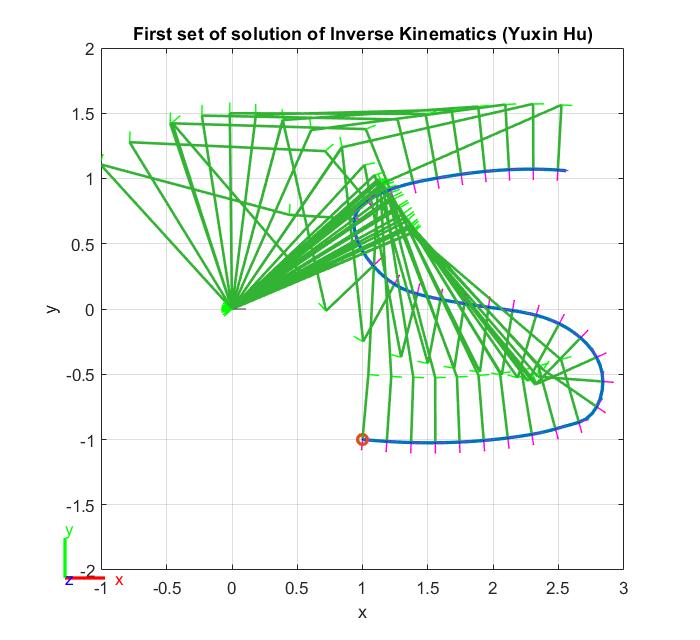 First set of solution of Inverse Kinematics (Yuxin Hu)
2
1.5
1
0.5
y
0
-0.5
-1
-1.5
-2
y
z
x
-1 -0.5 0 0.5 1 1.5 2 2.5 3
x